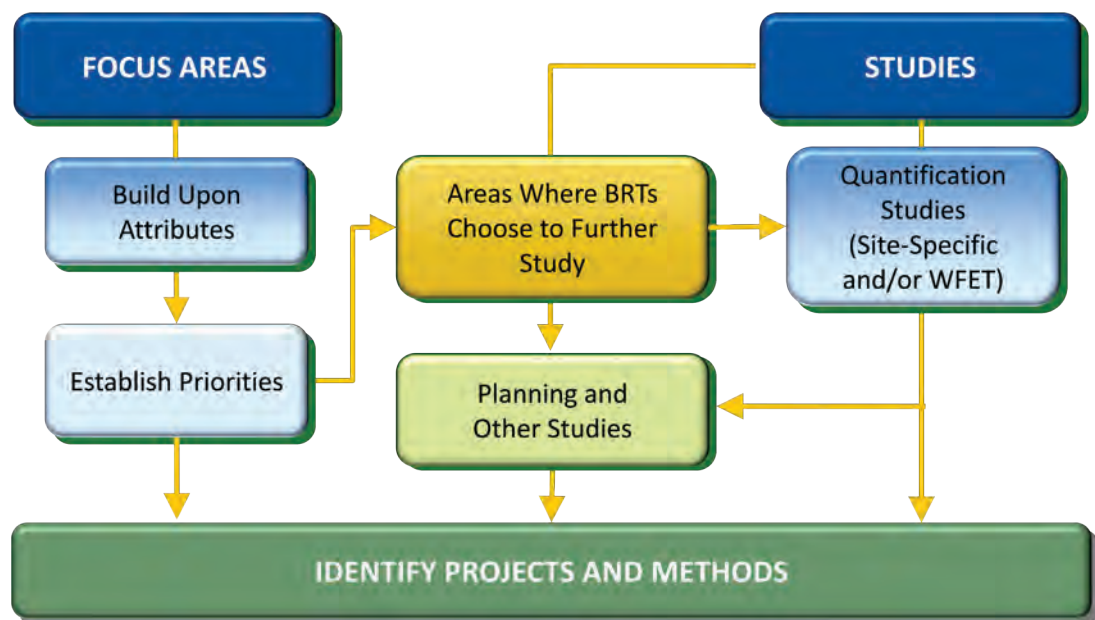 FOCUS AREAS
STUDIES
Build Upon
Attributes
Areas Where BRTs
Choose to Further
Study
Quantification
Studies
(Site-Specific
and/or WFET)
Establish Priorities
Planning and
Other Studies
IDENTIFY PROJECTS AND METHODS